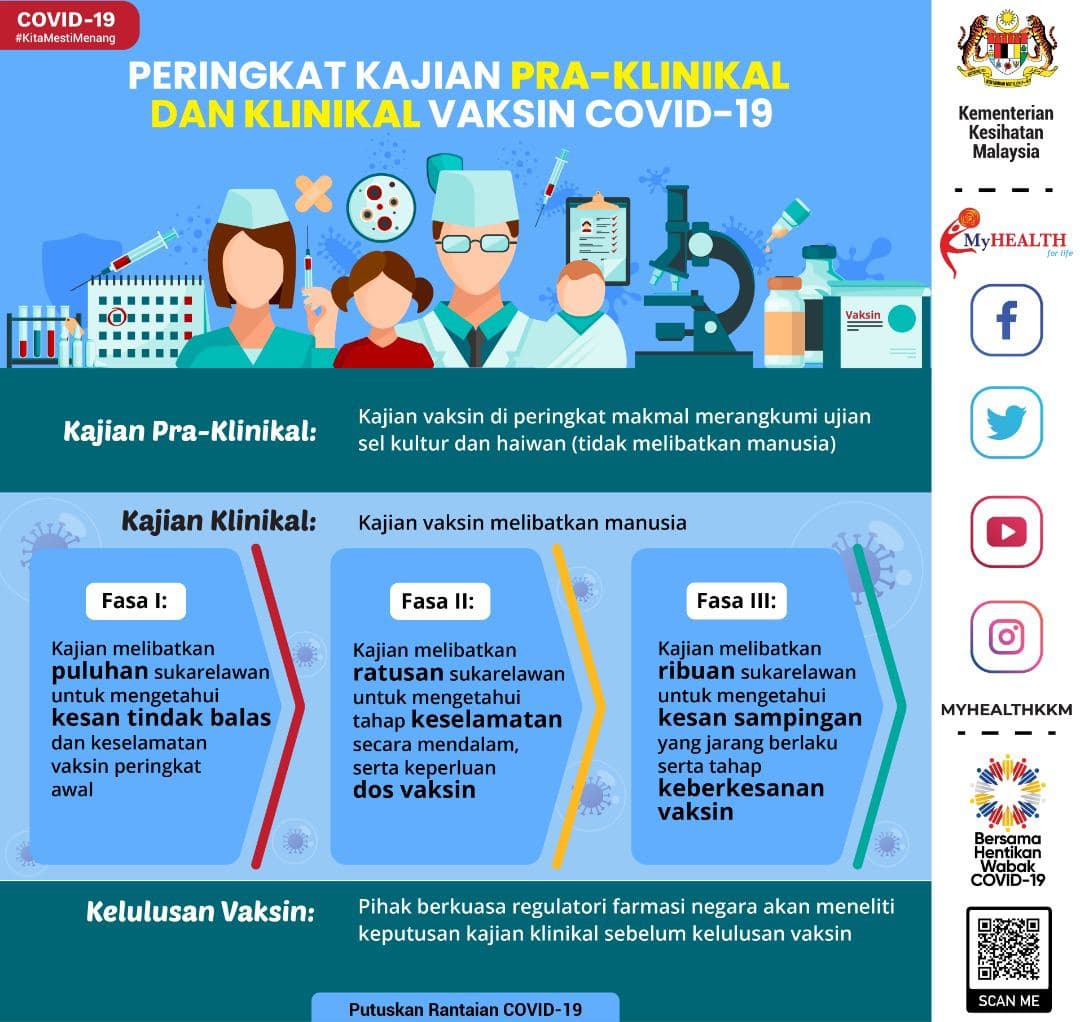 COVID-19
#KitaMestiMenang
PERINGKAT KAJIAN PRA-KLINIKAL
DAN KLINIKAL VAKSIN COVID-19
Vaksin
Kajian Pra-Klinikal:
Kajian vaksin di peringkat makmal merangkumi ujian
sel kultur dan haiwan (tidak melibatkan manusia)
Kajian Klinikal:
Kajian vaksin melibatkan manusia
Fasa I:
Kajian melibatkan
puluhan sukarelawan
untuk mengetahui
kesan tindak balas
dan keselamatan
vaksin peringkat
awal
Fasa II:
Kajian melibatkan
ratusan sukarelawan
untuk mengetahui
tahap keselamatan
secara mendalam,
serta keperluan
dos vaksin
Fasa III:
Kajian melibatkan
ribuan sukarelawan
untuk mengetahui
kesan sampingan
yang jarang berlaku
serta tahap
keberkesanan
vaksin
Kelulusan Vaksin:
Pihak berkuasa regulatori farmasi negara akan meneliti
keputusan kajian klinikal sebelum kelulusan vaksin
Putuskan Rantaian COVID-19
Kementerian
Kesihatan
Malaysia
MyHEALTH
for life
MYHEALTHKKM
Bersama
Hentikan
Wabak
COVID-19
SCAN ME